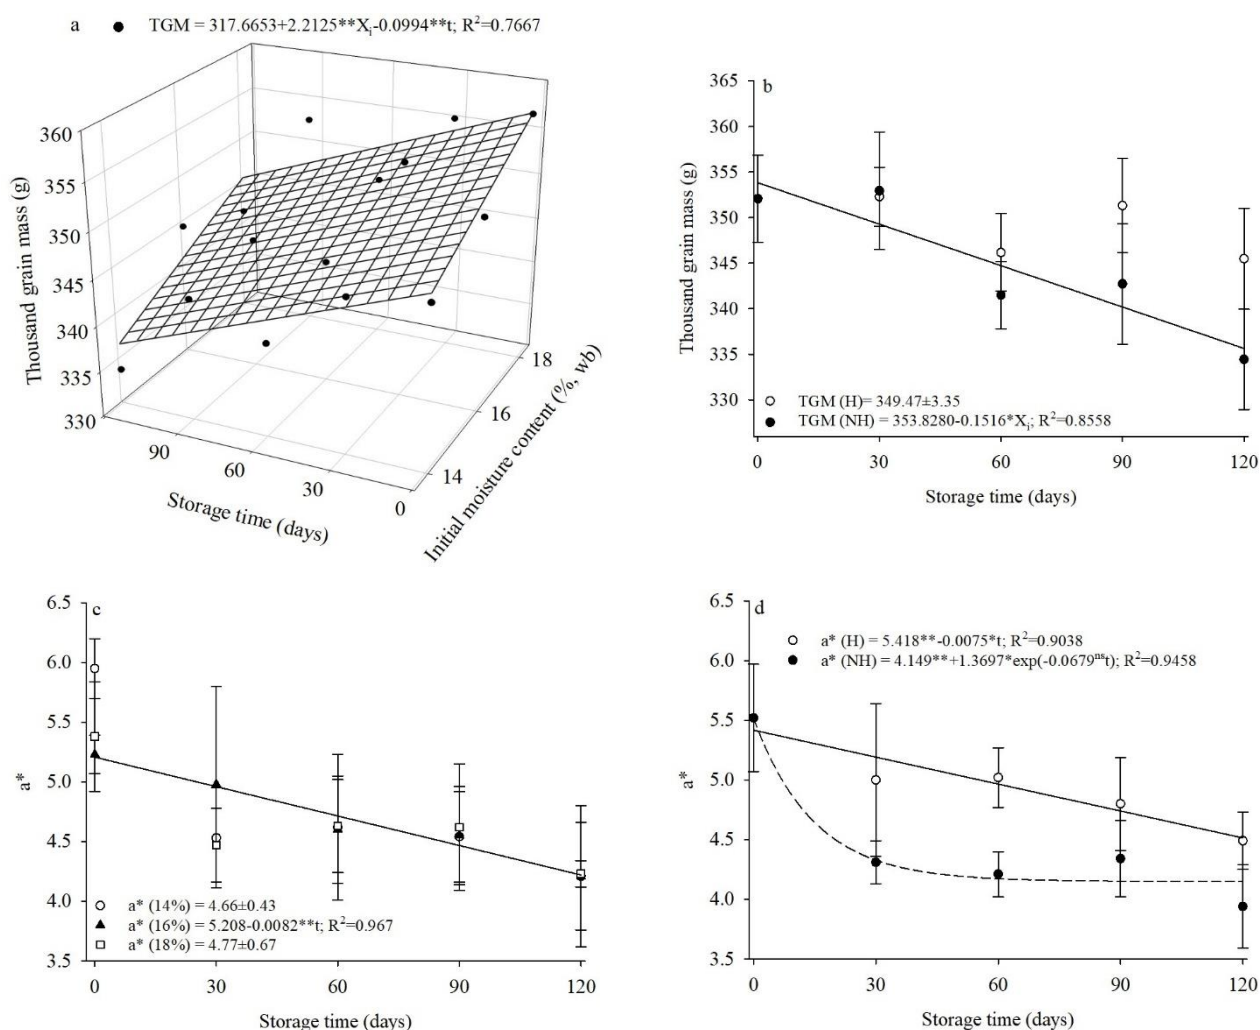 a ● TGM = 317.6653+2.2125**Xi-0.0994**t; R²=0.7667
360
355
350
345
340
335
330
Thousand grain mass (g)
90
60
30
0
Storage time (days)
14
16
18
Initial moisture content (%, wb)
b
365
360
355
350
345
340
335
330
Thousand grain mass (g)
○ TGM (H)= 349.47±3.35
● TGM (NH) = 353.8280-0.1516*Xi; R²=0.8558
0 30 60 90 120
Storage time (days)
c
6.5
6.0
5.5
5.0
4.5
4.0
3.5
a*
○ a* (14%) = 4.66±0.43
▲ a* (16%) = 5.208-0.0082**t; R²=0.967
□ a* (18%) = 4.77±0.67
0 30 60 90 120
Storage time (days)
d
6.5
6.0
5.5
5.0
4.5
4.0
3.5
a*
○ a* (H) = 5.418**-0.0075*t; R²=0.9038
● a* (NH) = 4.149**+1.3697*exp(-0.0679nst); R²=0.9458
0 30 60 90 120
Storage time (days)